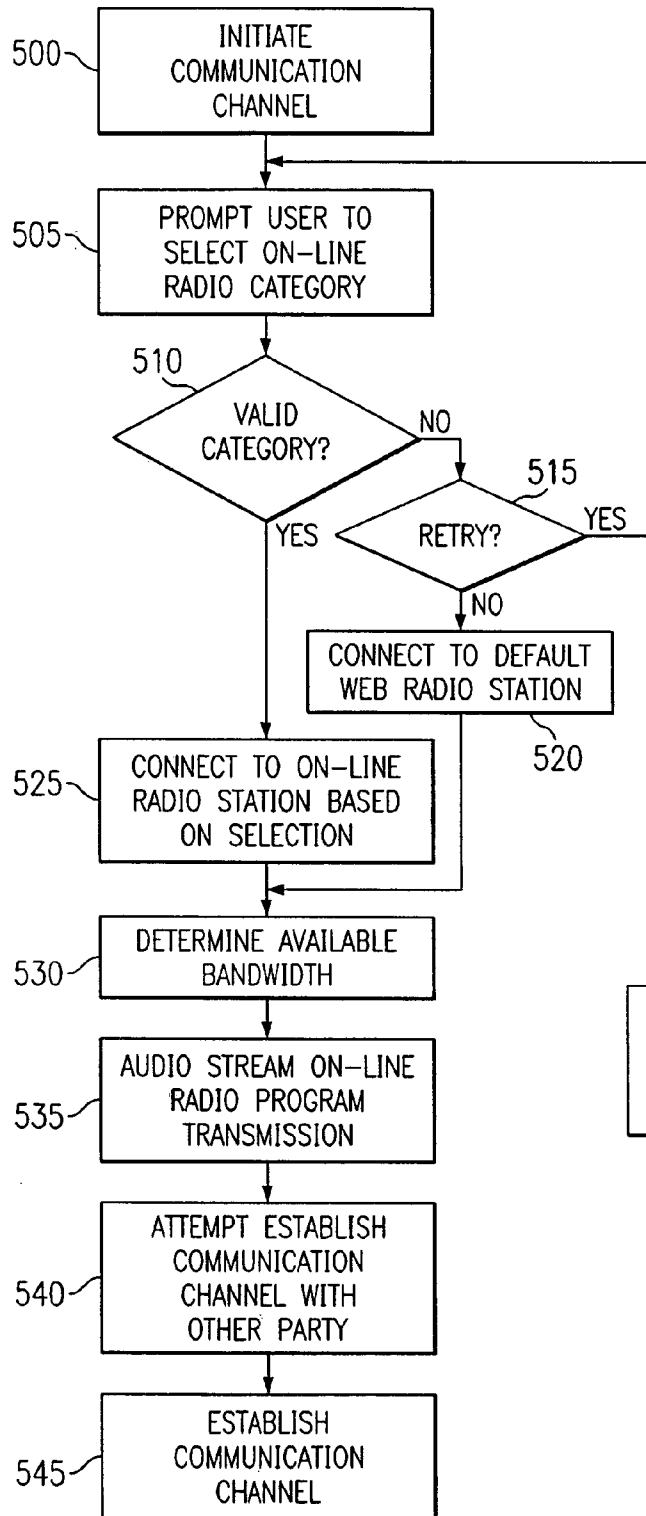 500
INITIATE
COMMUNICATION
CHANNEL
505
PROMPT USER TO
SELECT ON-LINE
RADIO CATEGORY
510
VALID
CATEGORY?
NO
YES
515
RETRY?
YES
NO
CONNECT TO DEFAULT
WEB RADIO STATION
520
525
CONNECT TO ON-LINE
RADIO STATION BASED
ON SELECTION
530
DETERMINE AVAILABLE
BANDWIDTH
535
AUDIO STREAM ON-LINE
RADIO PROGRAM
TRANSMISSION
540
ATTEMPT ESTABLISH
COMMUNICATION
CHANNEL WITH
OTHER PARTY
545
ESTABLISH
COMMUNICATION
CHANNEL